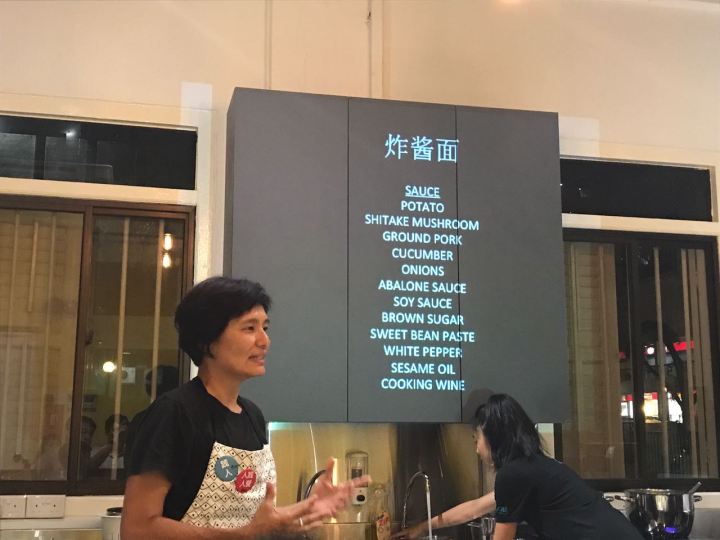 炸酱面
SAUCE
POTATO
SHITAKE MUSHROOM
GROUND PORK
CUCUMBER
ONIONS
ABALONE SAUCE
SOY SAUCE
BROWN SUGAR
SWEET BEAN PASTE
WHITE PEPPER
SESAME OIL
COOKING WINE